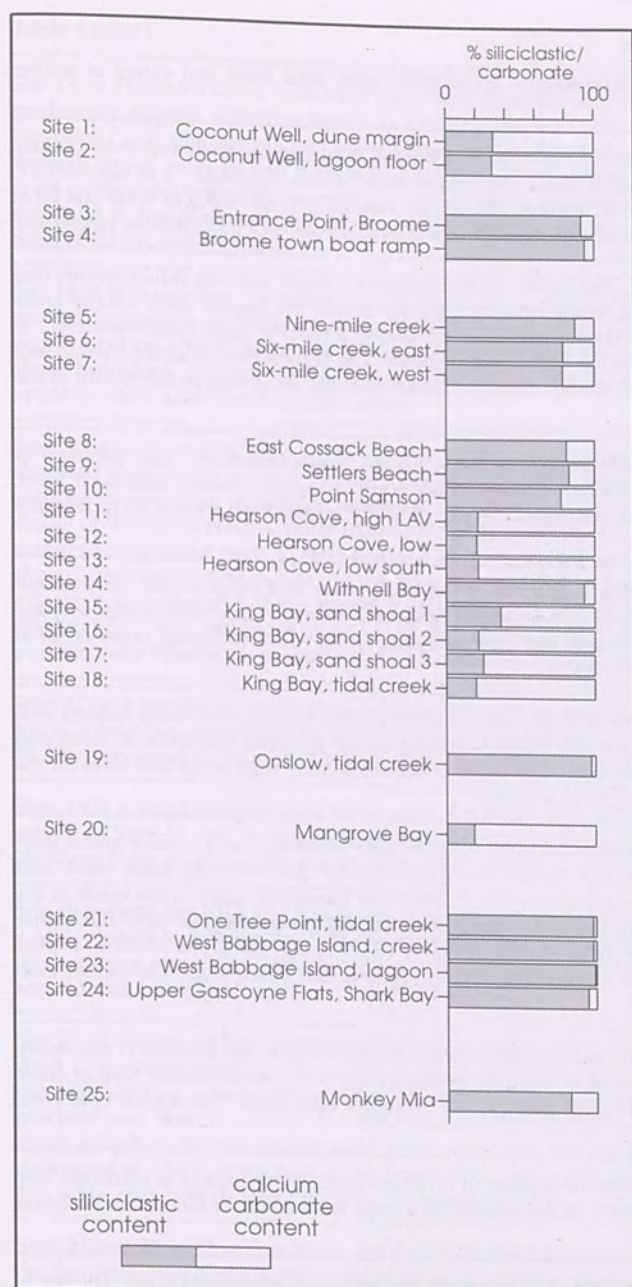 % siliciclastic/
carbonate
0 100
Site 1: Coconut Well, dune margin
Site 2: Coconut Well, lagoon floor
Site 3: Entrance Point, Broome
Site 4: Broome town boat ramp
Site 5: Nine-mile creek
Site 6: Six-mile creek, east
Site 7: Six-mile creek, west
Site 8: East Cossack Beach
Site 9: Settlers Beach
Site 10: Point Samson
Site 11: Hearson Cove, high LAV
Site 12: Hearson Cove, low
Site 13: Hearson Cove, low south
Site 14: Withnell Bay
Site 15: King Bay, sand shoal 1
Site 16: King Bay, sand shoal 2
Site 17: King Bay, sand shoal 3
Site 18: King Bay, tidal creek
Site 19: Onslow, tidal creek
Site 20: Mangrove Bay
Site 21: One Tree Point, tidal creek
Site 22: West Babbage Island, creek
Site 23: West Babbage Island, lagoon
Site 24: Upper Gascoyne Flats, Shark Bay
Site 25: Monkey Mia
siliciclastic content
calcium carbonate content